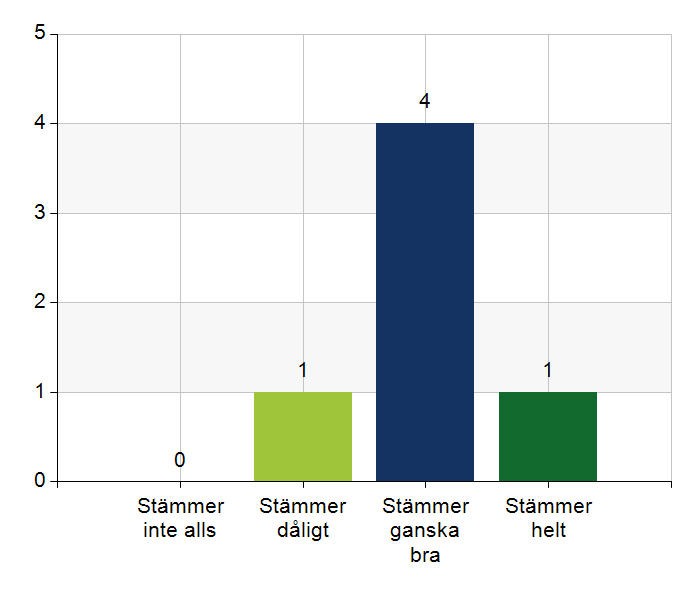 5
4
4
3
2
1
1
1
0
0
Stämmer
inte alls
Stämmer
dåligt
Stämmer
ganska
bra
Stämmer
helt